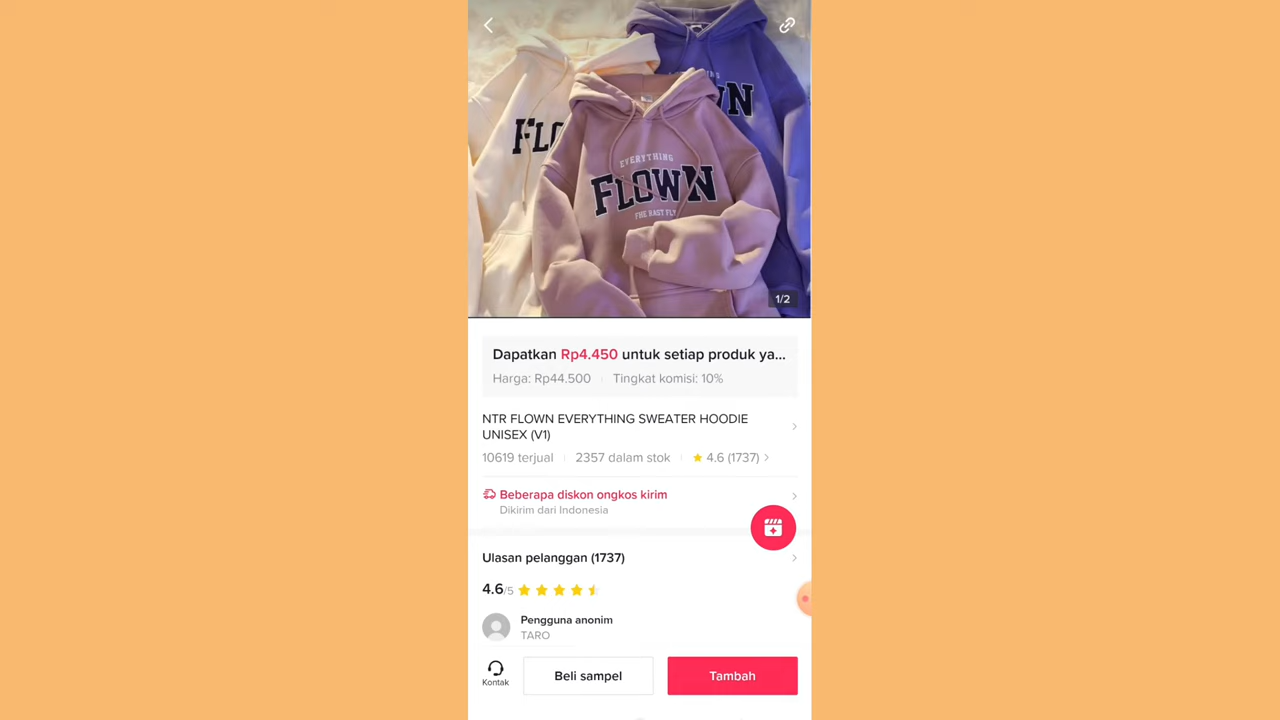 EVERYTHING
FLOWN
1/2
Dapatkan Rp4.450 untuk setiap produk ya...
Harga: Rp44.500
Tingkat komisi: 10%
NTR FLOWN EVERYTHING SWEATER HOODIE
UNISEX (V1)
10619 terjual
2357 dalam stok
4.6 (1737)
Beberapa diskon ongkos kirim
Dikirim dari Indonesia
Ulasan pelanggan (1737)
4.6/5
Pengguna anonim
TARO
Kontak
Beli sampel
Tambah